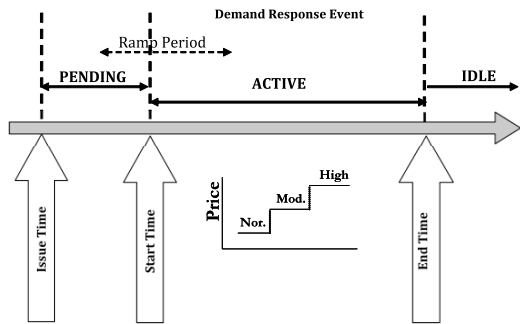 Demand Response Event
Ramp Period
PENDING
ACTIVE
IDLE
Issue Time
Start Time
Price
Nor.
Mod.
High
End Time